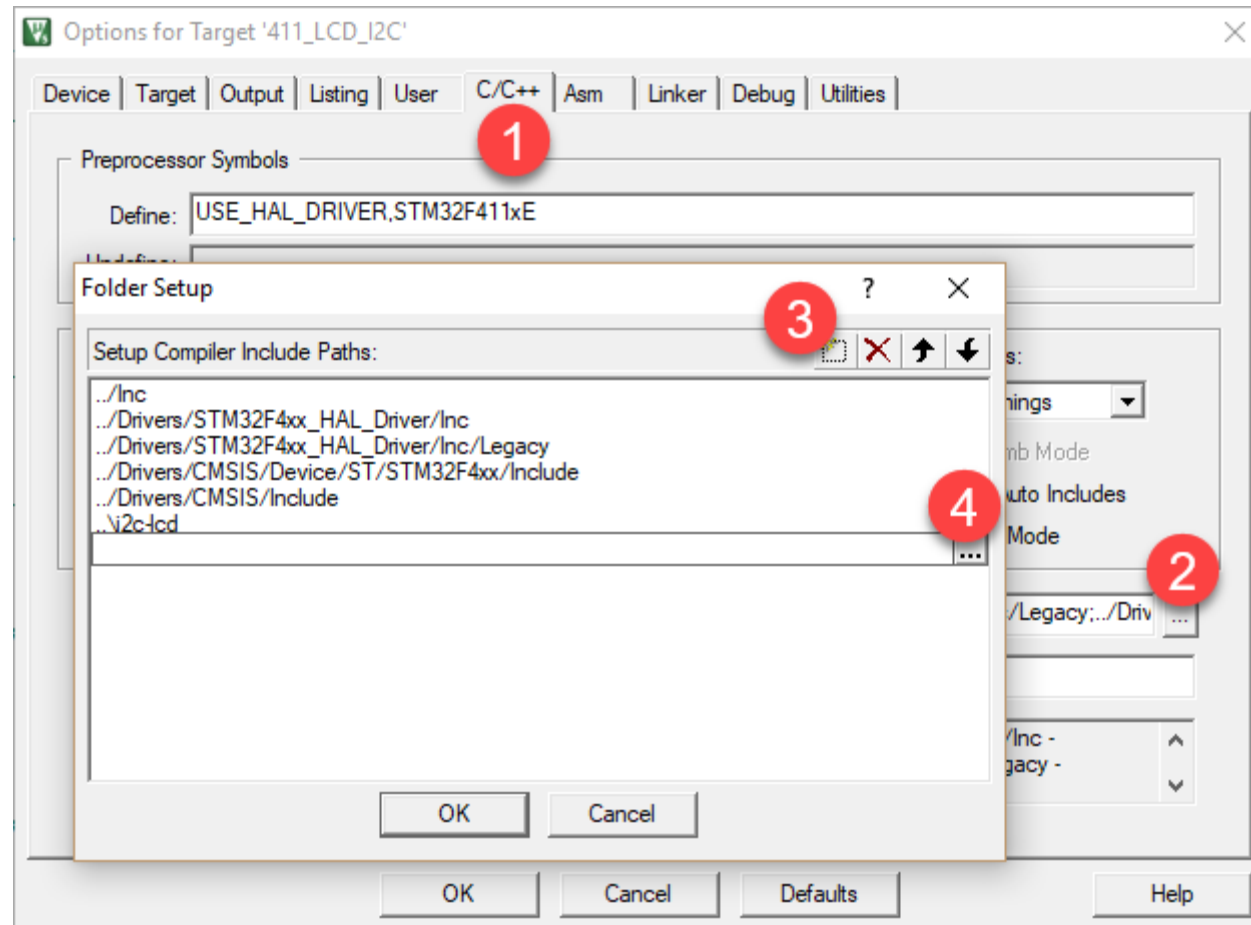 Options for Target '411_LCD_I2C'
Device Target Output Listing User C/C++ Asm Linker Debug Utilities
1
Preprocessor Symbols
Define: USE_HAL_DRIVER,STM32F411xE
Folder Setup ?
3
Setup Compiler Include Paths:
../Inc
../Drivers/STM32F4xx_HAL_Driver/Inc
../Drivers/STM32F4xx_HAL_Driver/Inc/Legacy
../Drivers/CMSIS/Device/ST/STM32F4xx/Include
../Drivers/CMSIS/Include
..\i2c-lcd
4
...
s:
nings
mb Mode
uto Includes
Mode
2
/Legacy;../Driv ...
/Inc -
gacy -
OK Cancel
OK Cancel Defaults Help